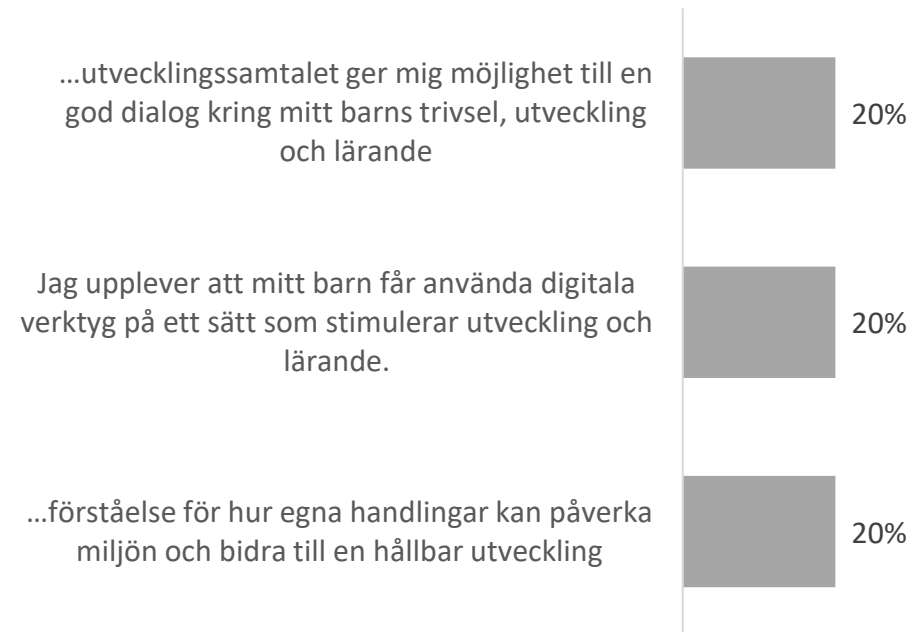 ...utvecklingssamtalet ger mig möjlighet till en
god dialog kring mitt barns trivsel, utveckling
och lärande
20%
Jag upplever att mitt barn får använda digitala
verktyg på ett sätt som stimulerar utveckling och
lärande.
20%
...förståelse för hur egna handlingar kan påverka
miljön och bidra till en hållbar utveckling
20%